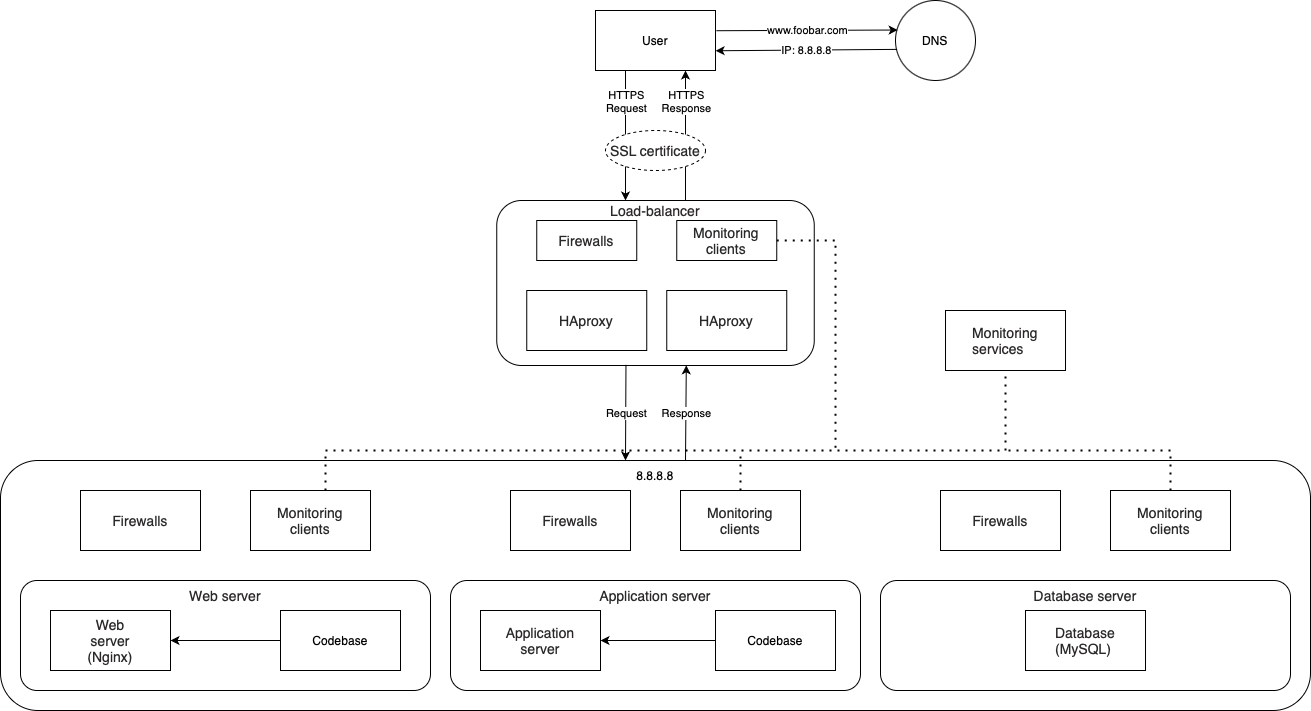 User
www.foobar.com
IP: 8.8.8.8
DNS
HTTPS
Request
HTTPS
Response
SSL certificate
Load-balancer
Firewalls
Monitoring
clients
HAproxy
HAproxy
Monitoring
services
Request
Response
8.8.8.8
Firewalls
Monitoring
clients
Firewalls
Monitoring
clients
Firewalls
Monitoring
clients
Web server
Web
server
(Nginx)
Codebase
Application server
Application
server
Codebase
Database server
Database
(MySQL)